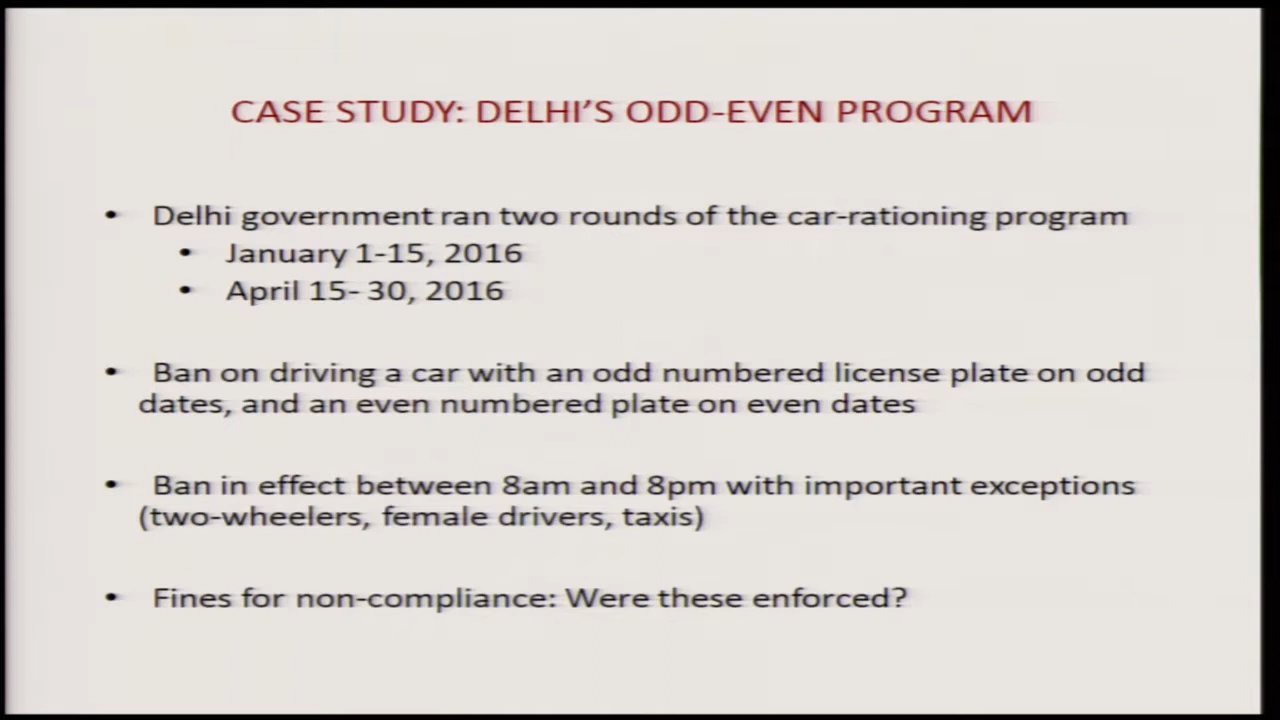 CASE STUDY: DELHI'S ODD-EVEN PROGRAM
• Delhi government ran two rounds of the car-rationing program
• January 1-15, 2016
• April 15- 30, 2016
• Ban on driving a car with an odd numbered license plate on odd
dates, and an even numbered plate on even dates
• Ban in effect between 8am and 8pm with important exceptions
(two-wheelers, female drivers, taxis)
• Fines for non-compliance: Were these enforced?